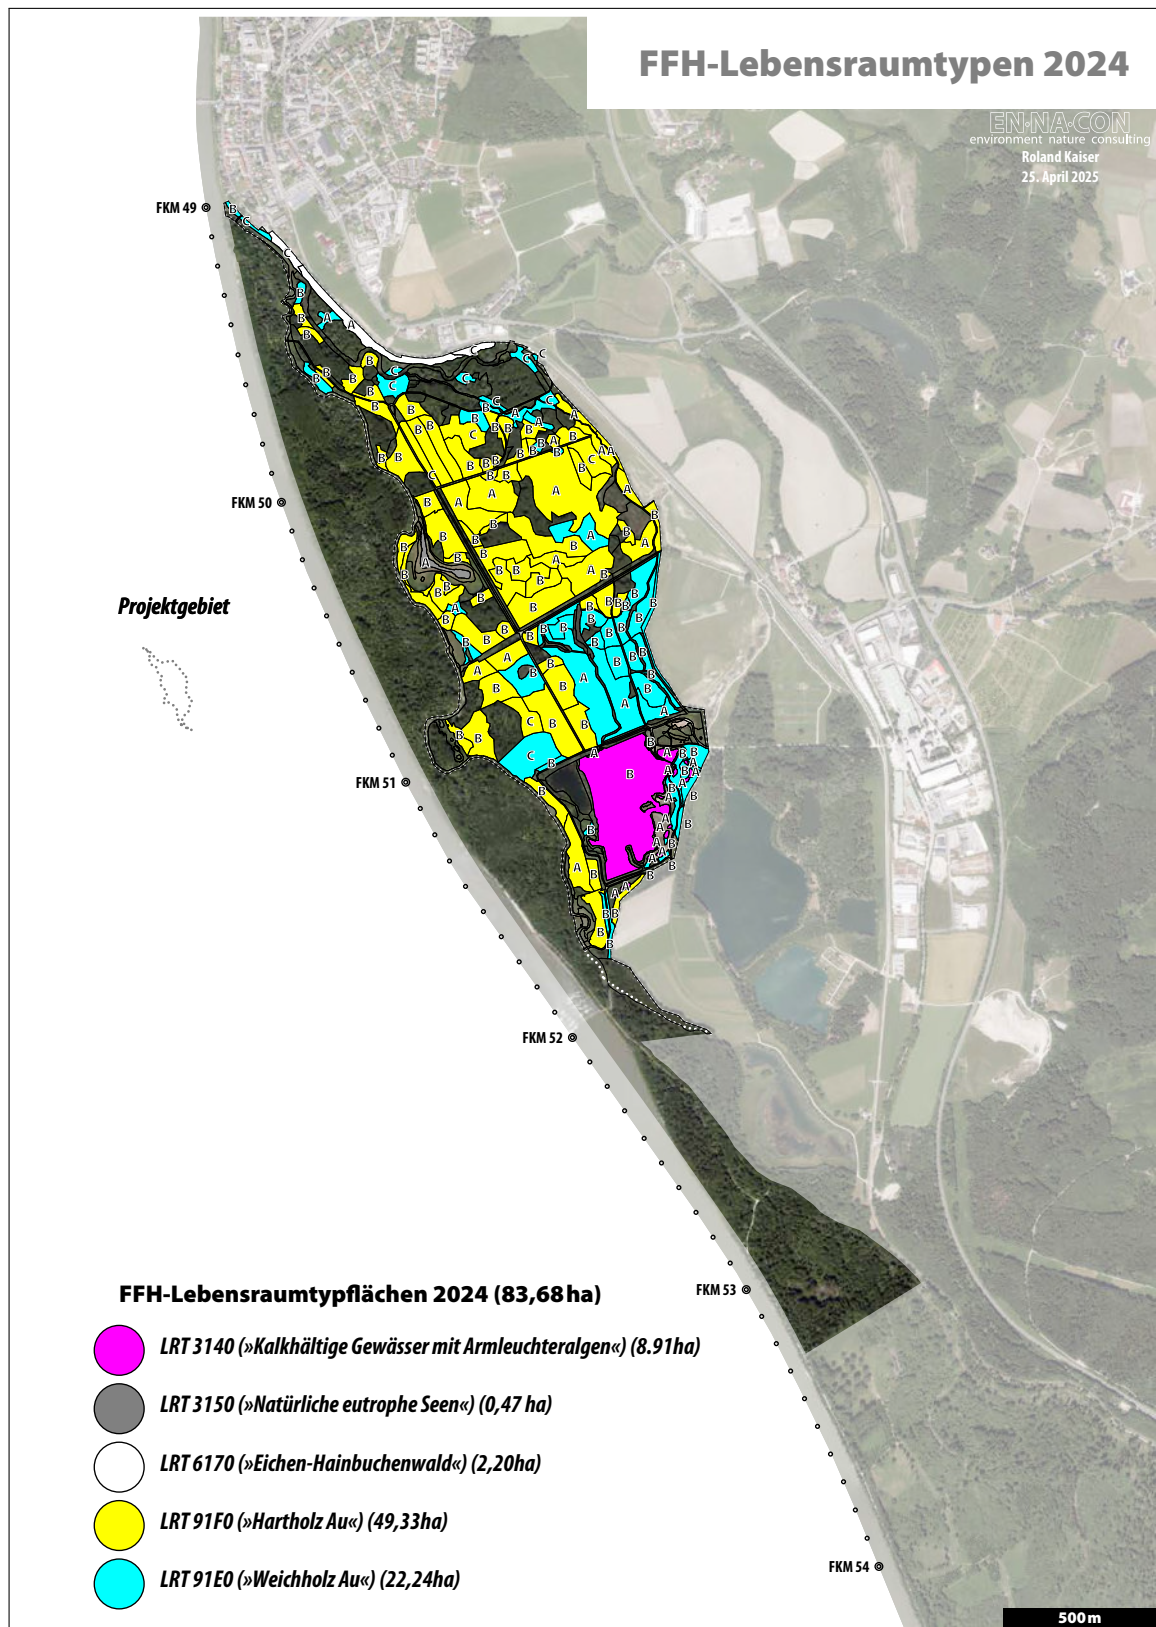 FFH-Lebensraumtypen 2024
EN·NA·CON
environment nature consulting
Roland Kaiser
25. April 2025
FKM 49
FKM 50
Projektgebiet
FKM 51
FKM 52
FKM 53
FKM 54
FFH-Lebensraumtypflächen 2024 (83,68 ha)
LRT 3140 (»Kalkhältige Gewässer mit Armleuchteralgen«) (8.91ha)
LRT 3150 (»Natürliche eutrophe Seen«) (0,47 ha)
LRT 6170 (»Eichen-Hainbuchenwald«) (2,20ha)
LRT 91F0 (»Hartholz Au«) (49,33ha)
LRT 91E0 (»Weichholz Au«) (22,24ha)
500 m